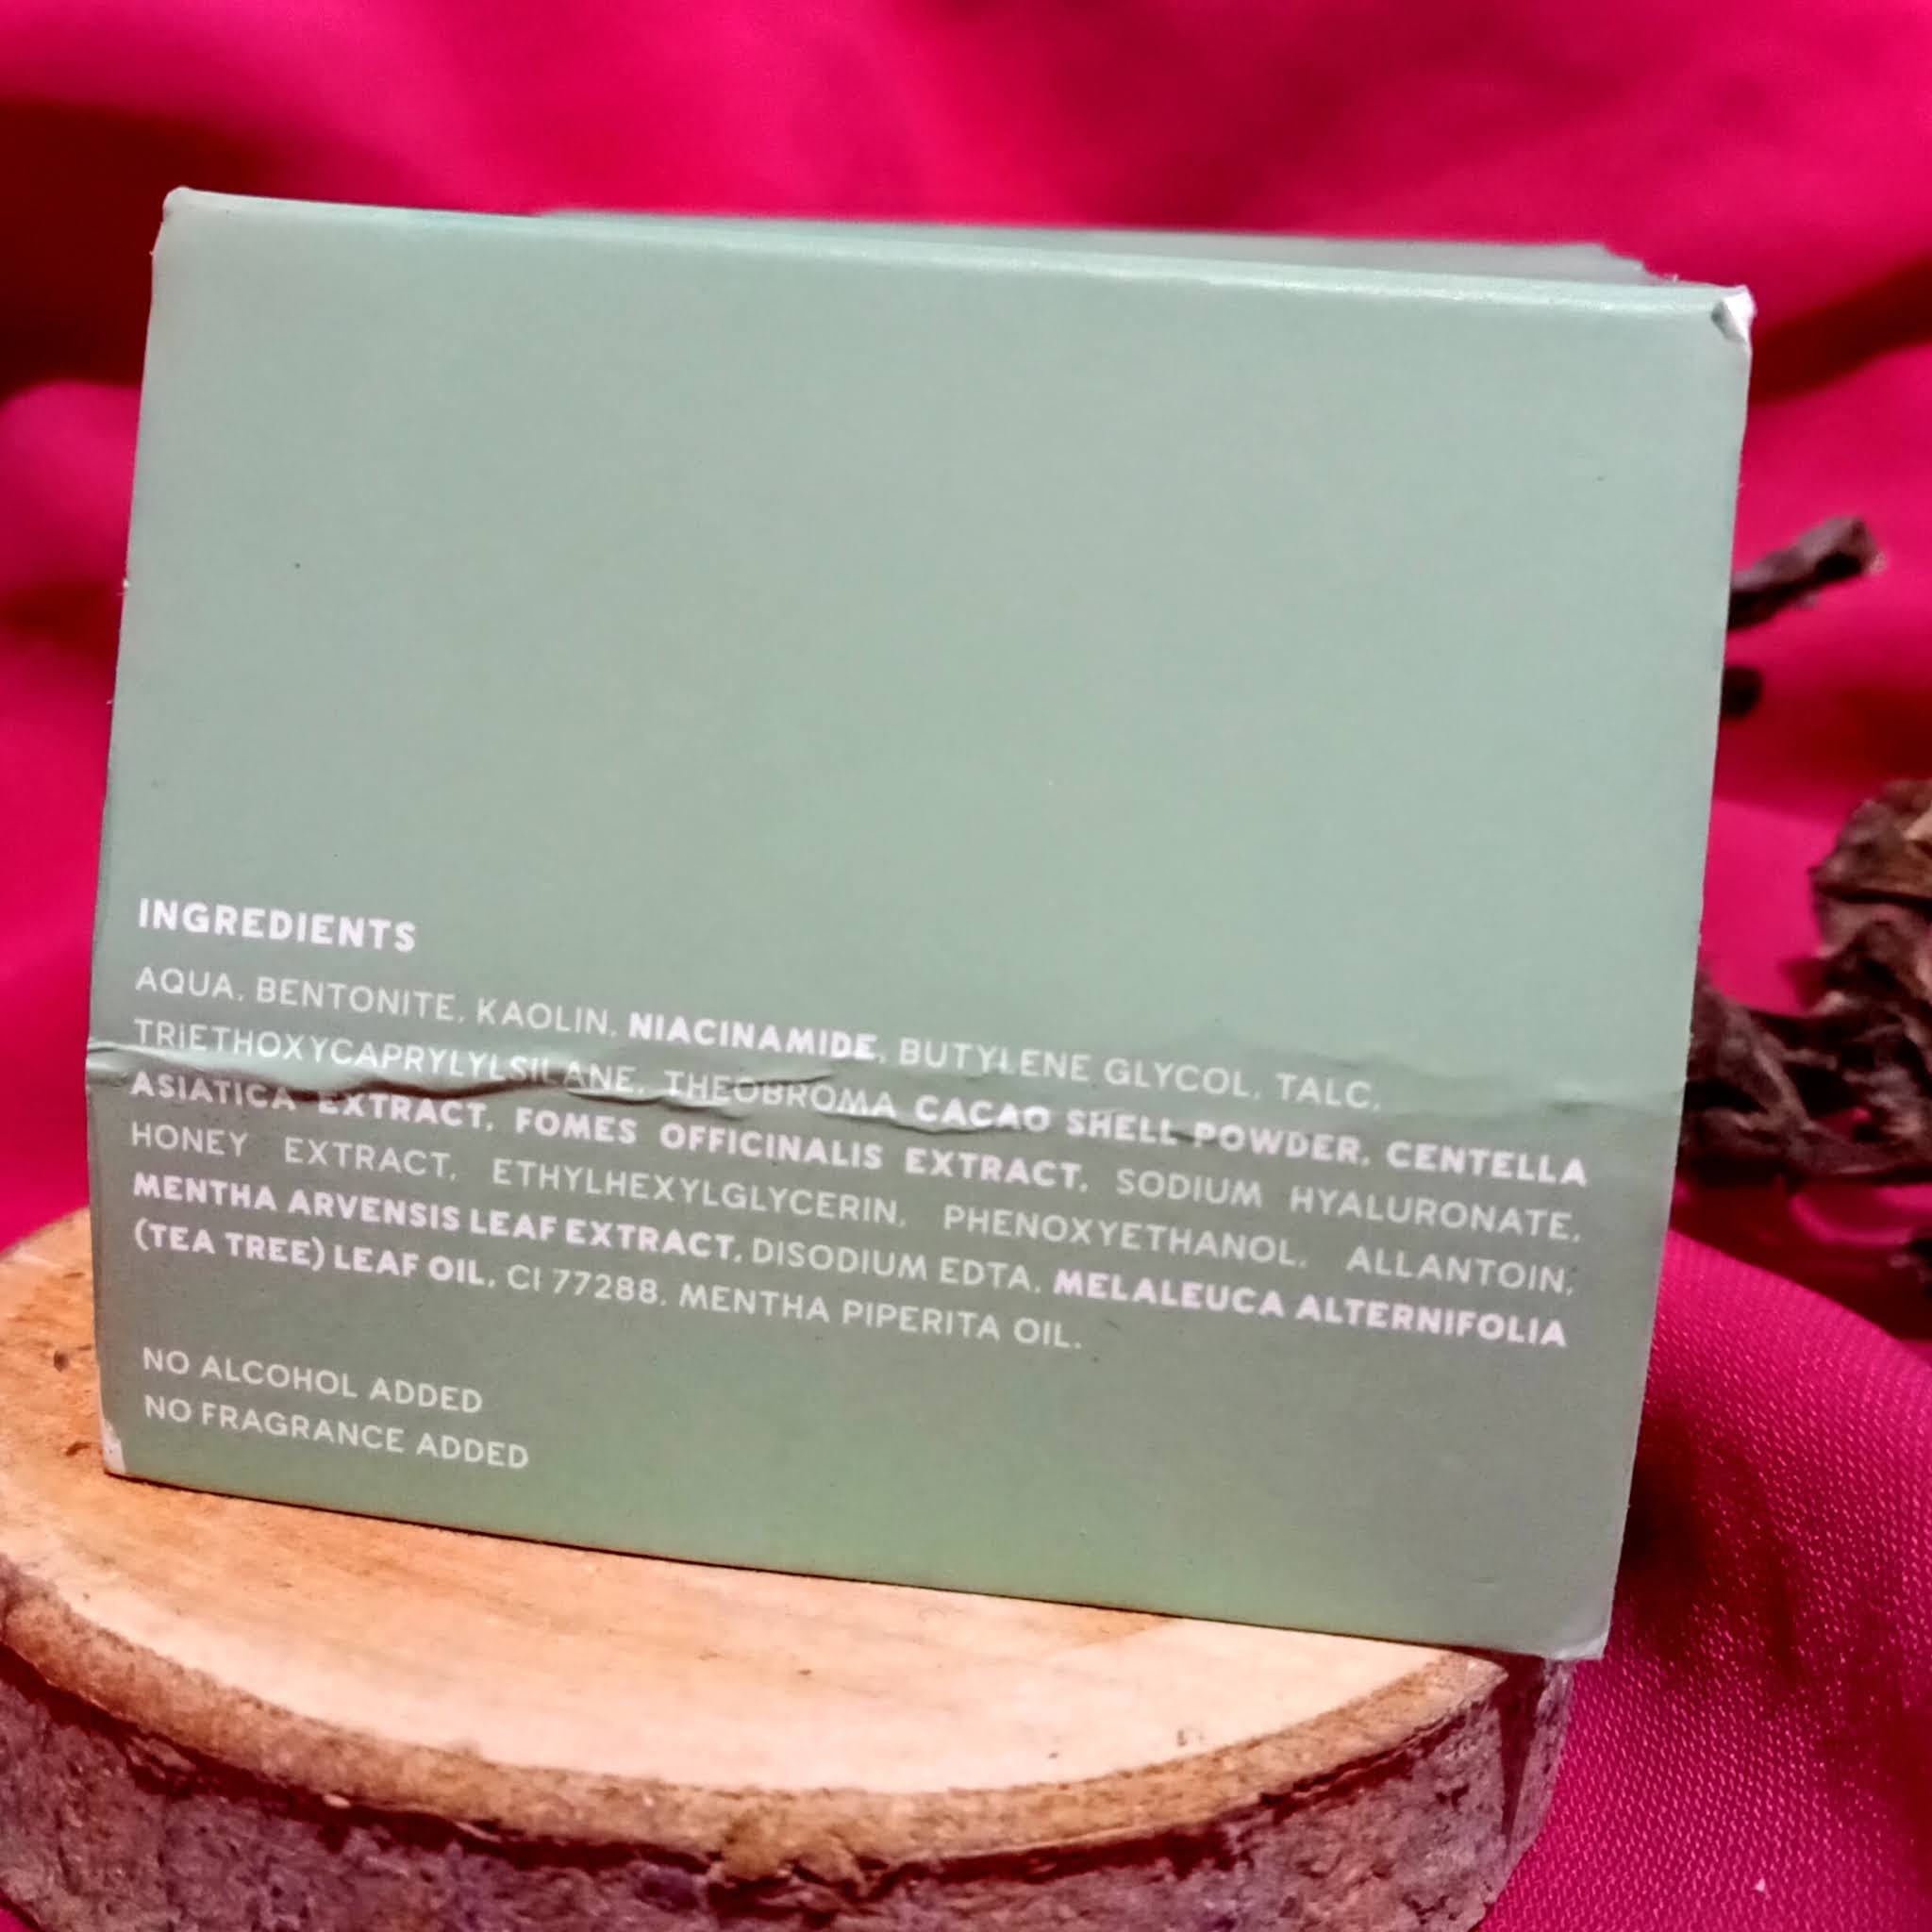 INGREDIENTS
AQUA, BENTONITE, KAOLIN, NIACINAMIDE, BUTYLENE GLYCOL, TALC,
TRIETHOXYCAPRYLYLSILANE, THEOBROMA CACAO SHELL POWDER, CENTELLA
ASIATICA EXTRACT, FOMES OFFICINALIS EXTRACT, SODIUM HYALURONATE,
HONEY EXTRACT, ETHYLHEXYLGLYCERIN, PHENOXYETHANOL, ALLANTOIN,
MENTHA ARVENSIS LEAF EXTRACT, DISODIUM EDTA, MELALEUCA ALTERNIFOLIA
(TEA TREE) LEAF OIL, CI 77288, MENTHA PIPERITA OIL.
NO ALCOHOL ADDED
NO FRAGRANCE ADDED